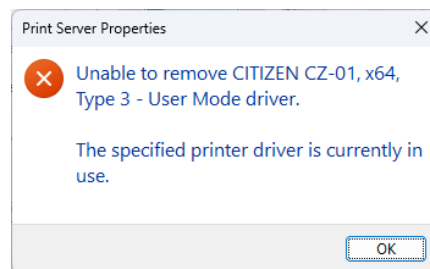 Print Server Properties
Unable to remove CITIZEN CZ-01, x64,
Type 3 - User Mode driver.
The specified printer driver is currently in
use.
OK